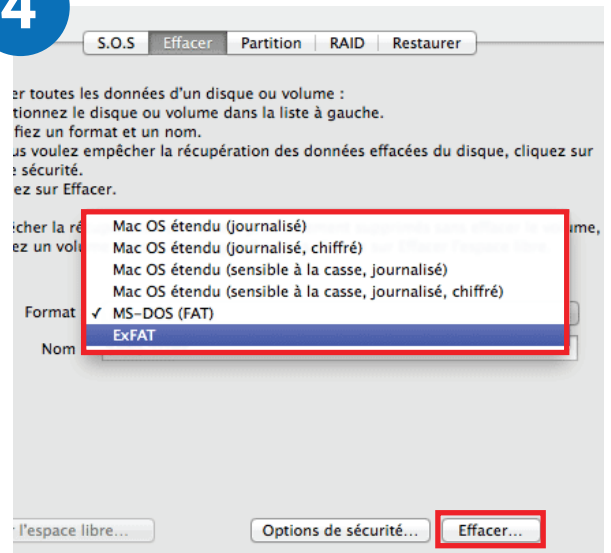 4
S.O.S Effacer Partition RAID Restaurer
er toutes les données d'un disque ou volume :
tionnez le disque ou volume dans la liste à gauche.
fiez un format et un nom.
us voulez empêcher la récupération des données effacées du disque, cliquez sur
e sécurité.
ez sur Effacer.
êcher la ré
ume,
ez un volu
Mac OS étendu (journalisé)
Mac OS étendu (journalisé, chiffré)
Mac OS étendu (sensible à la casse, journalisé)
Mac OS étendu (sensible à la casse, journalisé, chiffré)
Format ✓ MS-DOS (FAT)
ExFAT
Nom
r l'espace libre... Options de sécurité... Effacer...